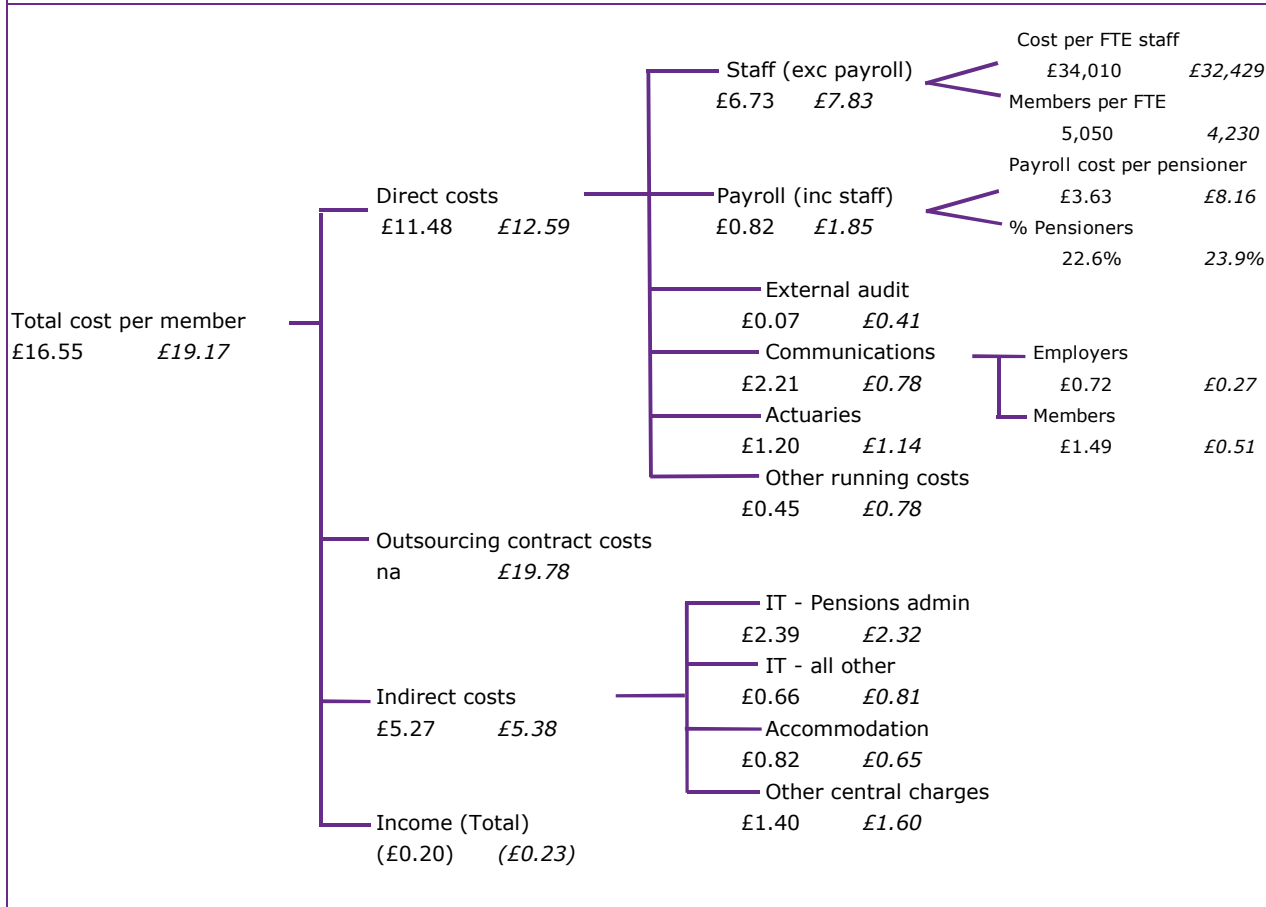 Cost per FTE staff
£34,010 £32,429
Staff (exc payroll)
£6.73 £7.83
Members per FTE
5,050 4,230
Direct costs
£11.48 £12.59
Payroll (inc staff)
£0.82 £1.85
Payroll cost per pensioner
£3.63 £8.16
% Pensioners
22.6% 23.9%
External audit
£0.07 £0.41
Total cost per member
£16.55 £19.17
Communications
£2.21 £0.78
Employers
£0.72 £0.27
Members
£1.49 £0.51
Actuaries
£1.20 £1.14
Other running costs
£0.45 £0.78
Outsourcing contract costs
na £19.78
Indirect costs
£5.27 £5.38
IT - Pensions admin
£2.39 £2.32
IT - all other
£0.66 £0.81
Accommodation
£0.82 £0.65
Other central charges
£1.40 £1.60
Income (Total)
(£0.20) (£0.23)